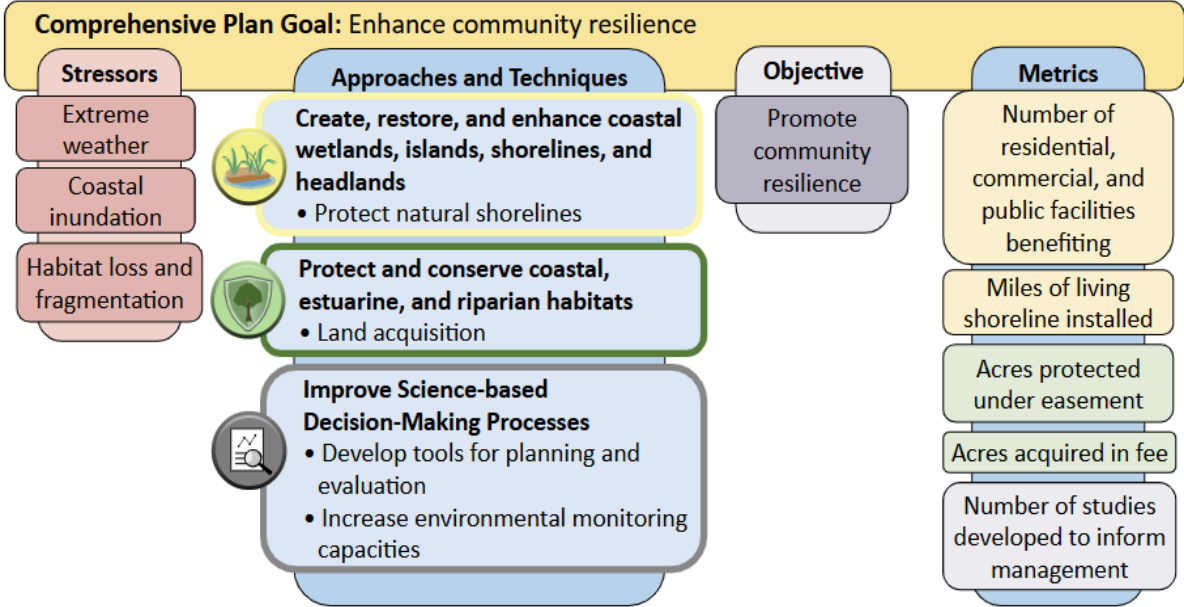 Comprehensive Plan Goal: Enhance community resilience
Stressors
Extreme
weather
Coastal
inundation
Habitat loss and
fragmentation
Approaches and Techniques
Create, restore, and enhance coastal
wetlands, islands, shorelines, and
headlands
• Protect natural shorelines
Protect and conserve coastal,
estuarine, and riparian habitats
• Land acquisition
Improve Science-based
Decision-Making Processes
• Develop tools for planning and
evaluation
• Increase environmental monitoring
capacities
Objective
Promote
community
resilience
Metrics
Number of
residential,
commercial, and
public facilities
benefiting
Miles of living
shoreline installed
Acres protected
under easement
Acres acquired in fee
Number of studies
developed to inform
management